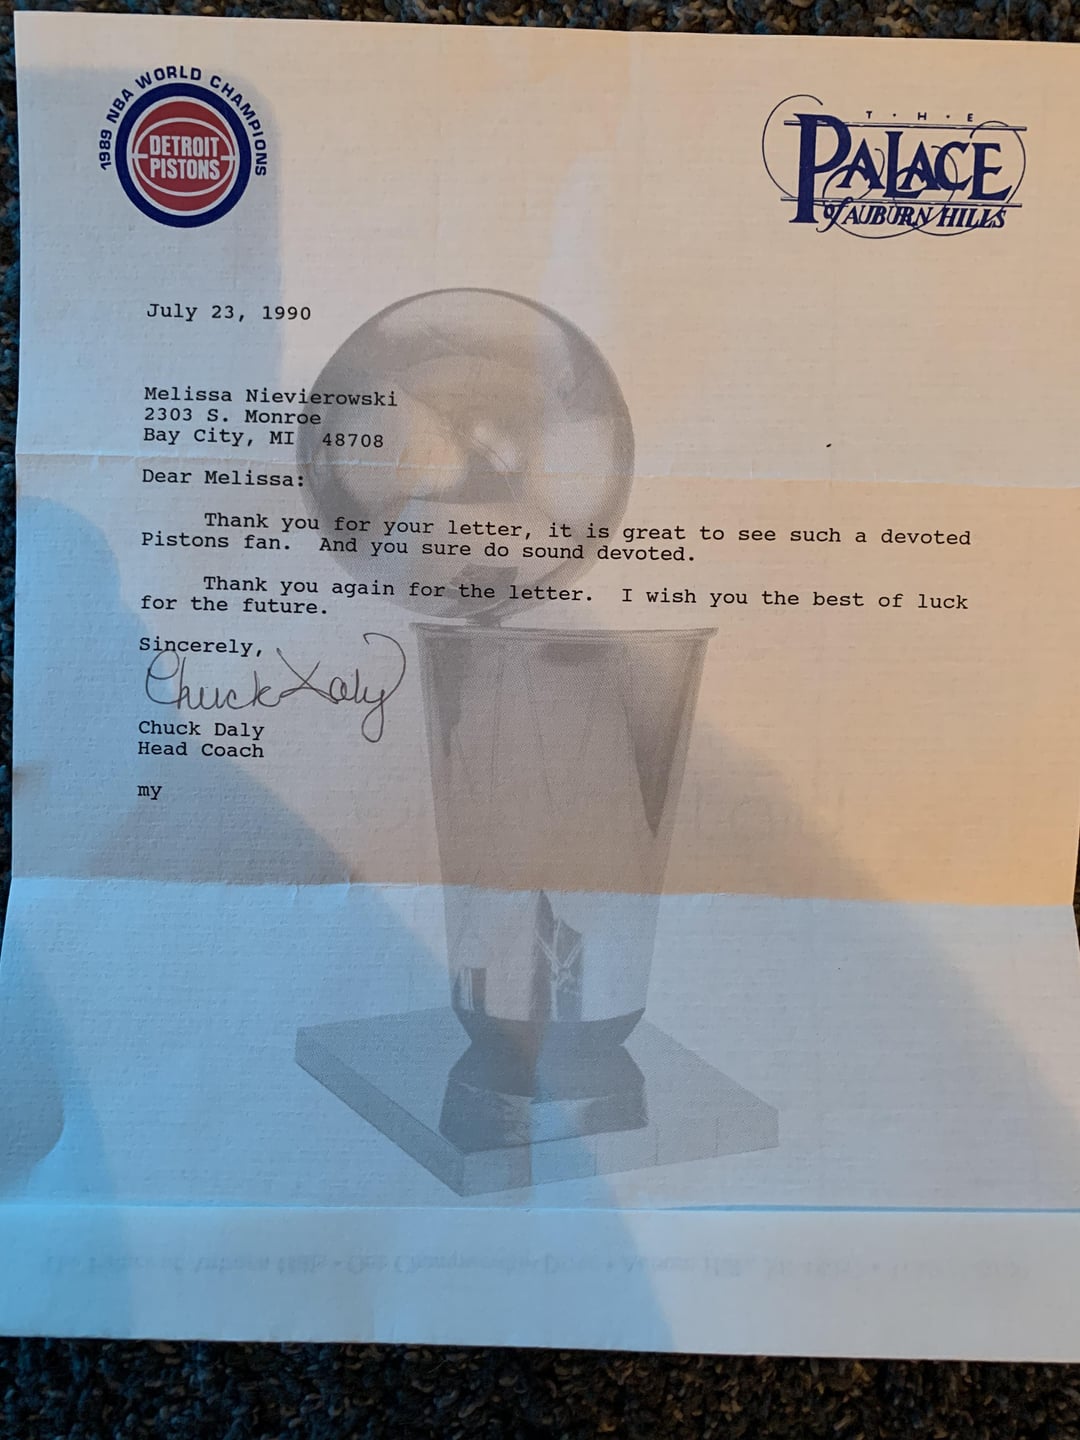 1989 NBA WORLD CHAMPIONS
DETROIT
PISTONS
T · H · E
PALACE
of AUBURN HILLS
July 23, 1990
Melissa Nievierowski
2303 S. Monroe
Bay City, MI  48708
Dear Melissa:
Thank you for your letter, it is great to see such a devoted
Pistons fan.  And you sure do sound devoted.
Thank you again for the letter.  I wish you the best of luck
for the future.
Sincerely,
Chuck Daly
Chuck Daly
Head Coach
my